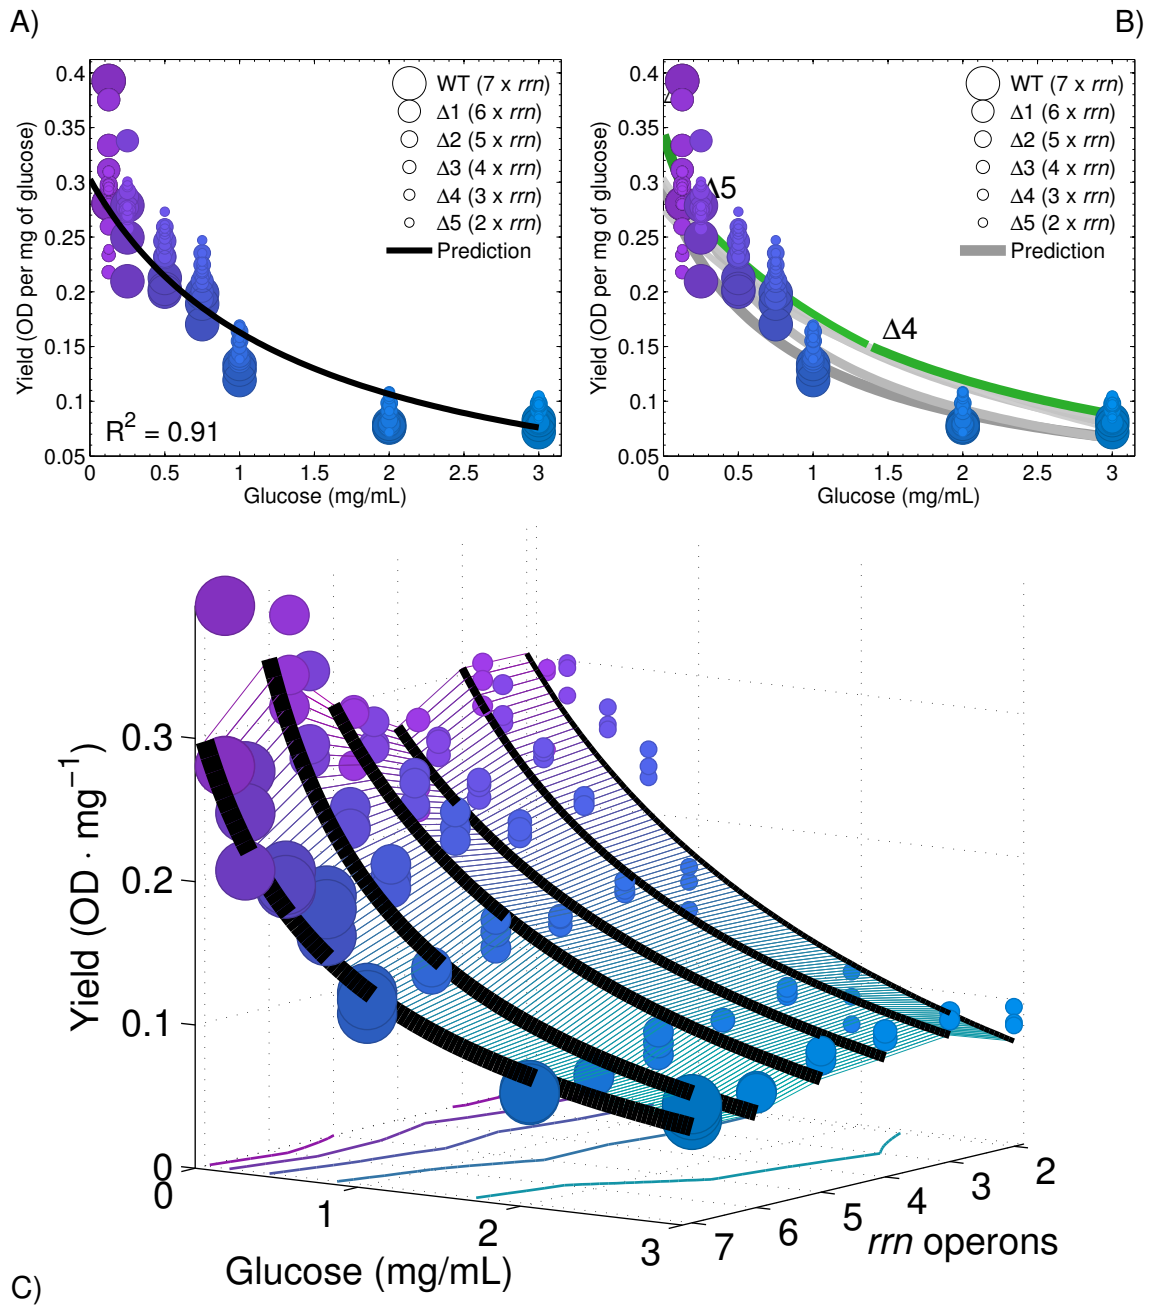 A)
B)
0.4
0.35
0.3
0.25
0.2
0.15
0.1
0.05
0 0.5 1 1.5 2 2.5 3
Yield (OD per mg of glucose)
Glucose (mg/mL)
WT (7 x rrn)
Δ1 (6 x rrn)
Δ2 (5 x rrn)
Δ3 (4 x rrn)
Δ4 (3 x rrn)
Δ5 (2 x rrn)
Prediction
R² = 0.91
0.4
0.35
0.3
0.25
0.2
0.15
0.1
0.05
0 0.5 1 1.5 2 2.5 3
Yield (OD per mg of glucose)
Glucose (mg/mL)
WT (7 x rrn)
Δ1 (6 x rrn)
Δ2 (5 x rrn)
Δ3 (4 x rrn)
Δ4 (3 x rrn)
Δ5 (2 x rrn)
Prediction
Δ5
Δ4
0.3
0.2
0.1
0
Yield (OD · mg⁻¹)
0 1 2 3
Glucose (mg/mL)
7 6 5 4 3 2
rrn operons
C)